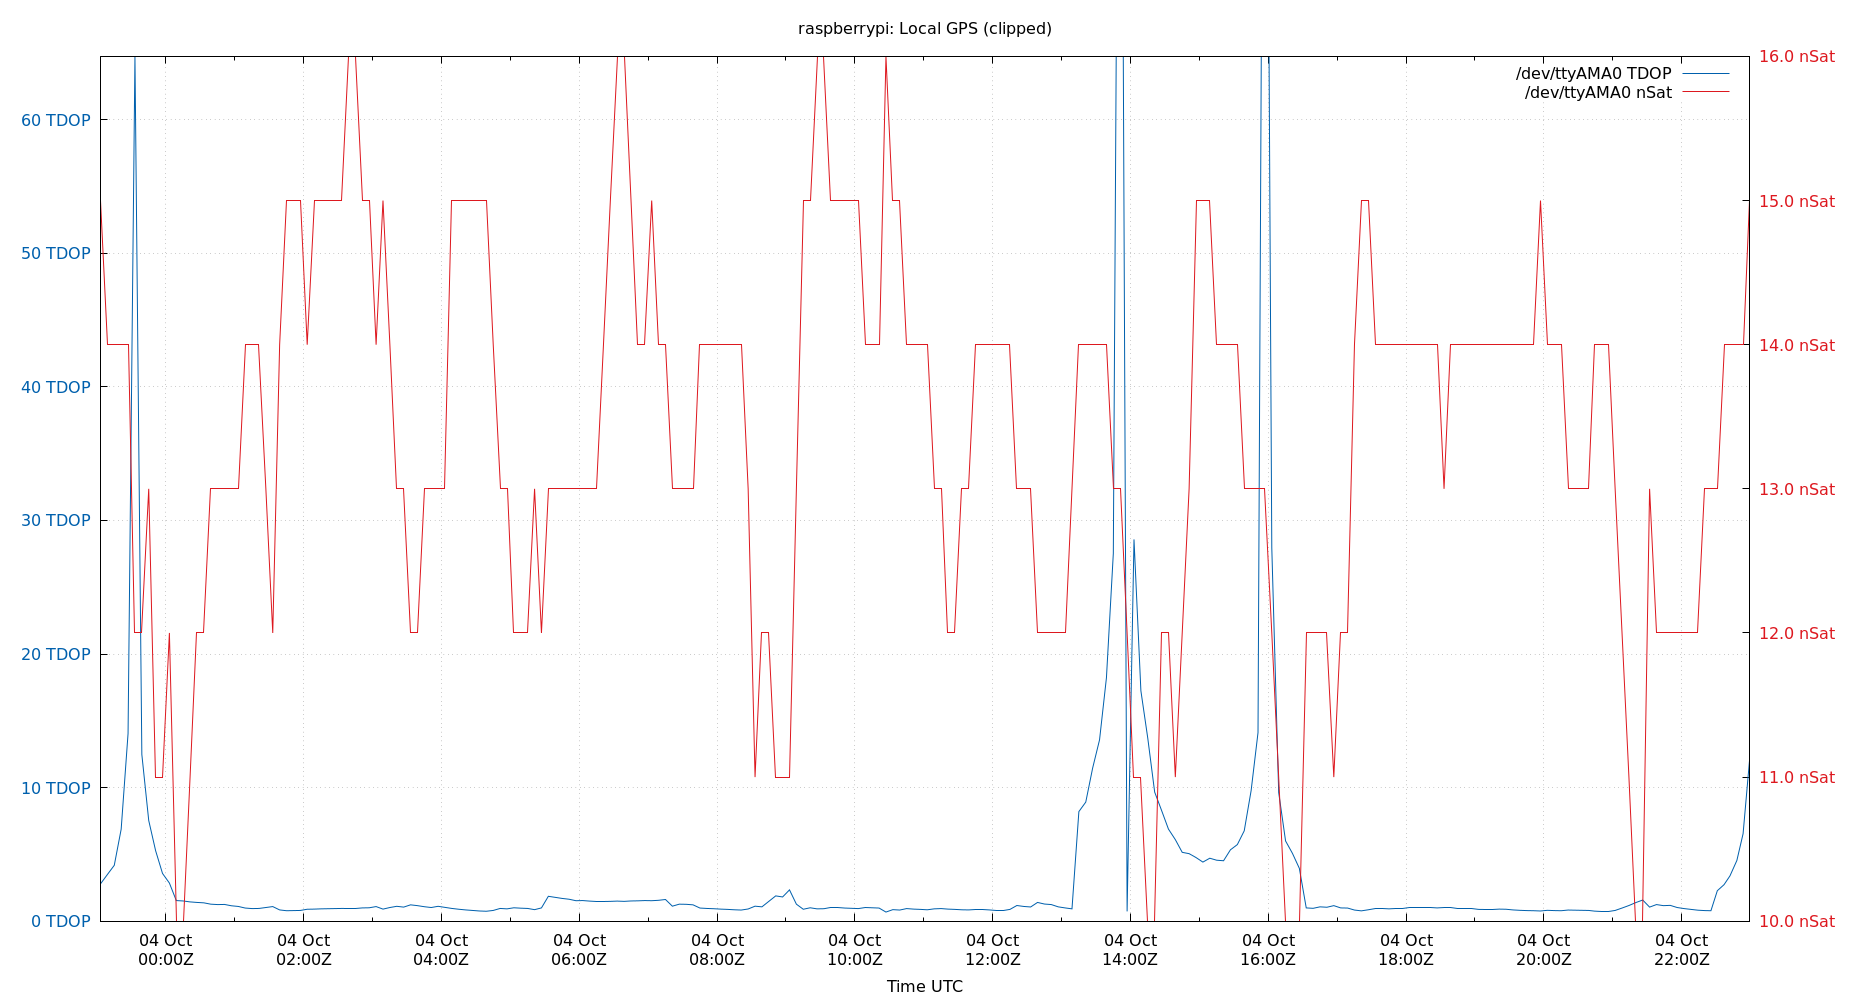 raspberrypi: Local GPS (clipped)
16.0 nSat
/dev/ttyAMA0 TDOP
/dev/ttyAMA0 nSat
60 TDOP
15.0 nSat
50 TDOP
14.0 nSat
40 TDOP
13.0 nSat
30 TDOP
12.0 nSat
20 TDOP
11.0 nSat
10 TDOP
0 TDOP
10.0 nSat
04 Oct 04 Oct 04 Oct 04 Oct 04 Oct 04 Oct 04 Oct 04 Oct 04 Oct 04 Oct 04 Oct 04 Oct
00:00Z 02:00Z 04:00Z 06:00Z 08:00Z 10:00Z 12:00Z 14:00Z 16:00Z 18:00Z 20:00Z 22:00Z
Time UTC